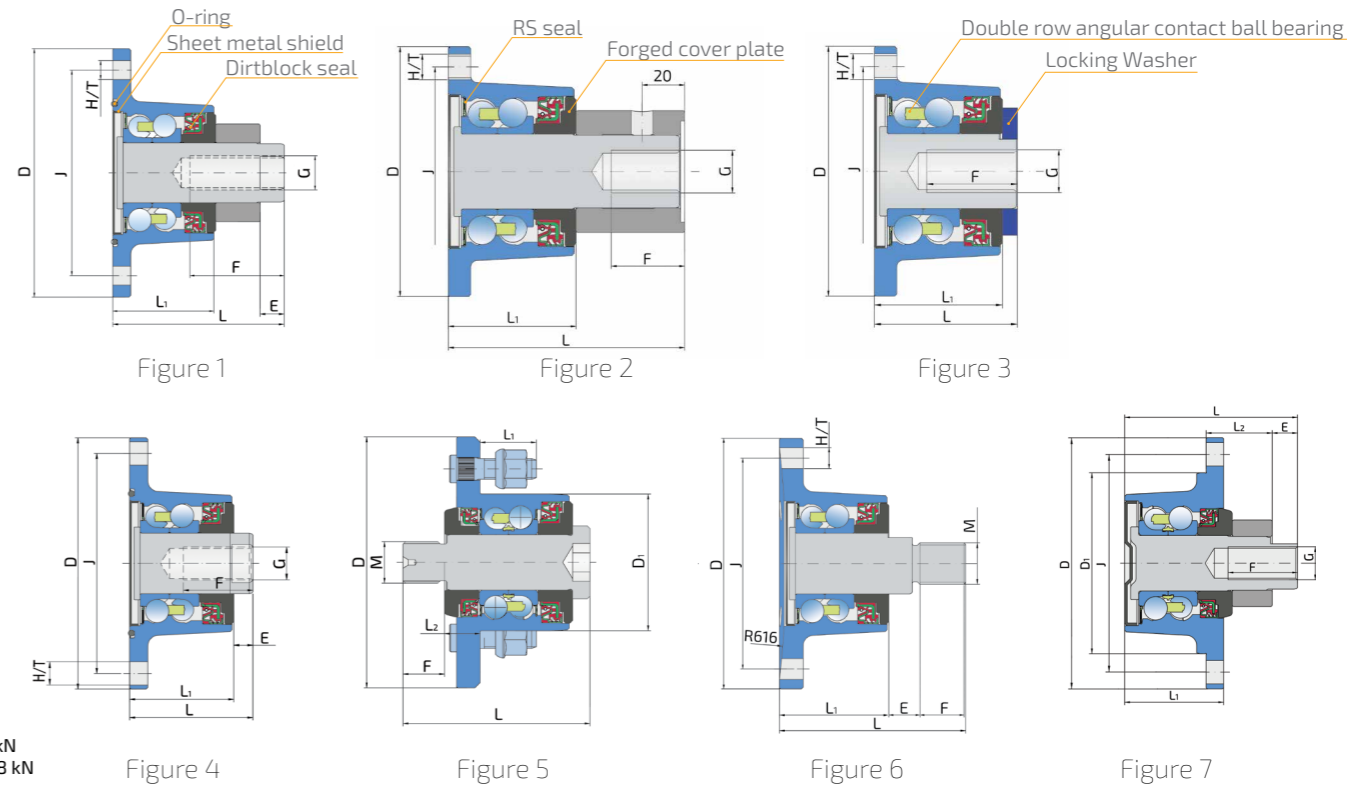 O-ring
Sheet metal shield
Dirtblock seal
H/T
D
J
G
F
E
L1
L
Figure 1
RS seal
Forged cover plate
20
H/T
D
J
G
F
L1
L
Figure 2
Double row angular contact ball bearing
Locking Washer
H/T
D
J
F
G
L1
L
Figure 3
D
J
G
F
E
H/T
L1
L
kN
8 kN
Figure 4
L1
D
M
D1
L2
F
L
Figure 5
H/T
D
J
M
R616
L1
E
F
L
Figure 6
L
L2
E
D
D1
J
F
G
L1
Figure 7